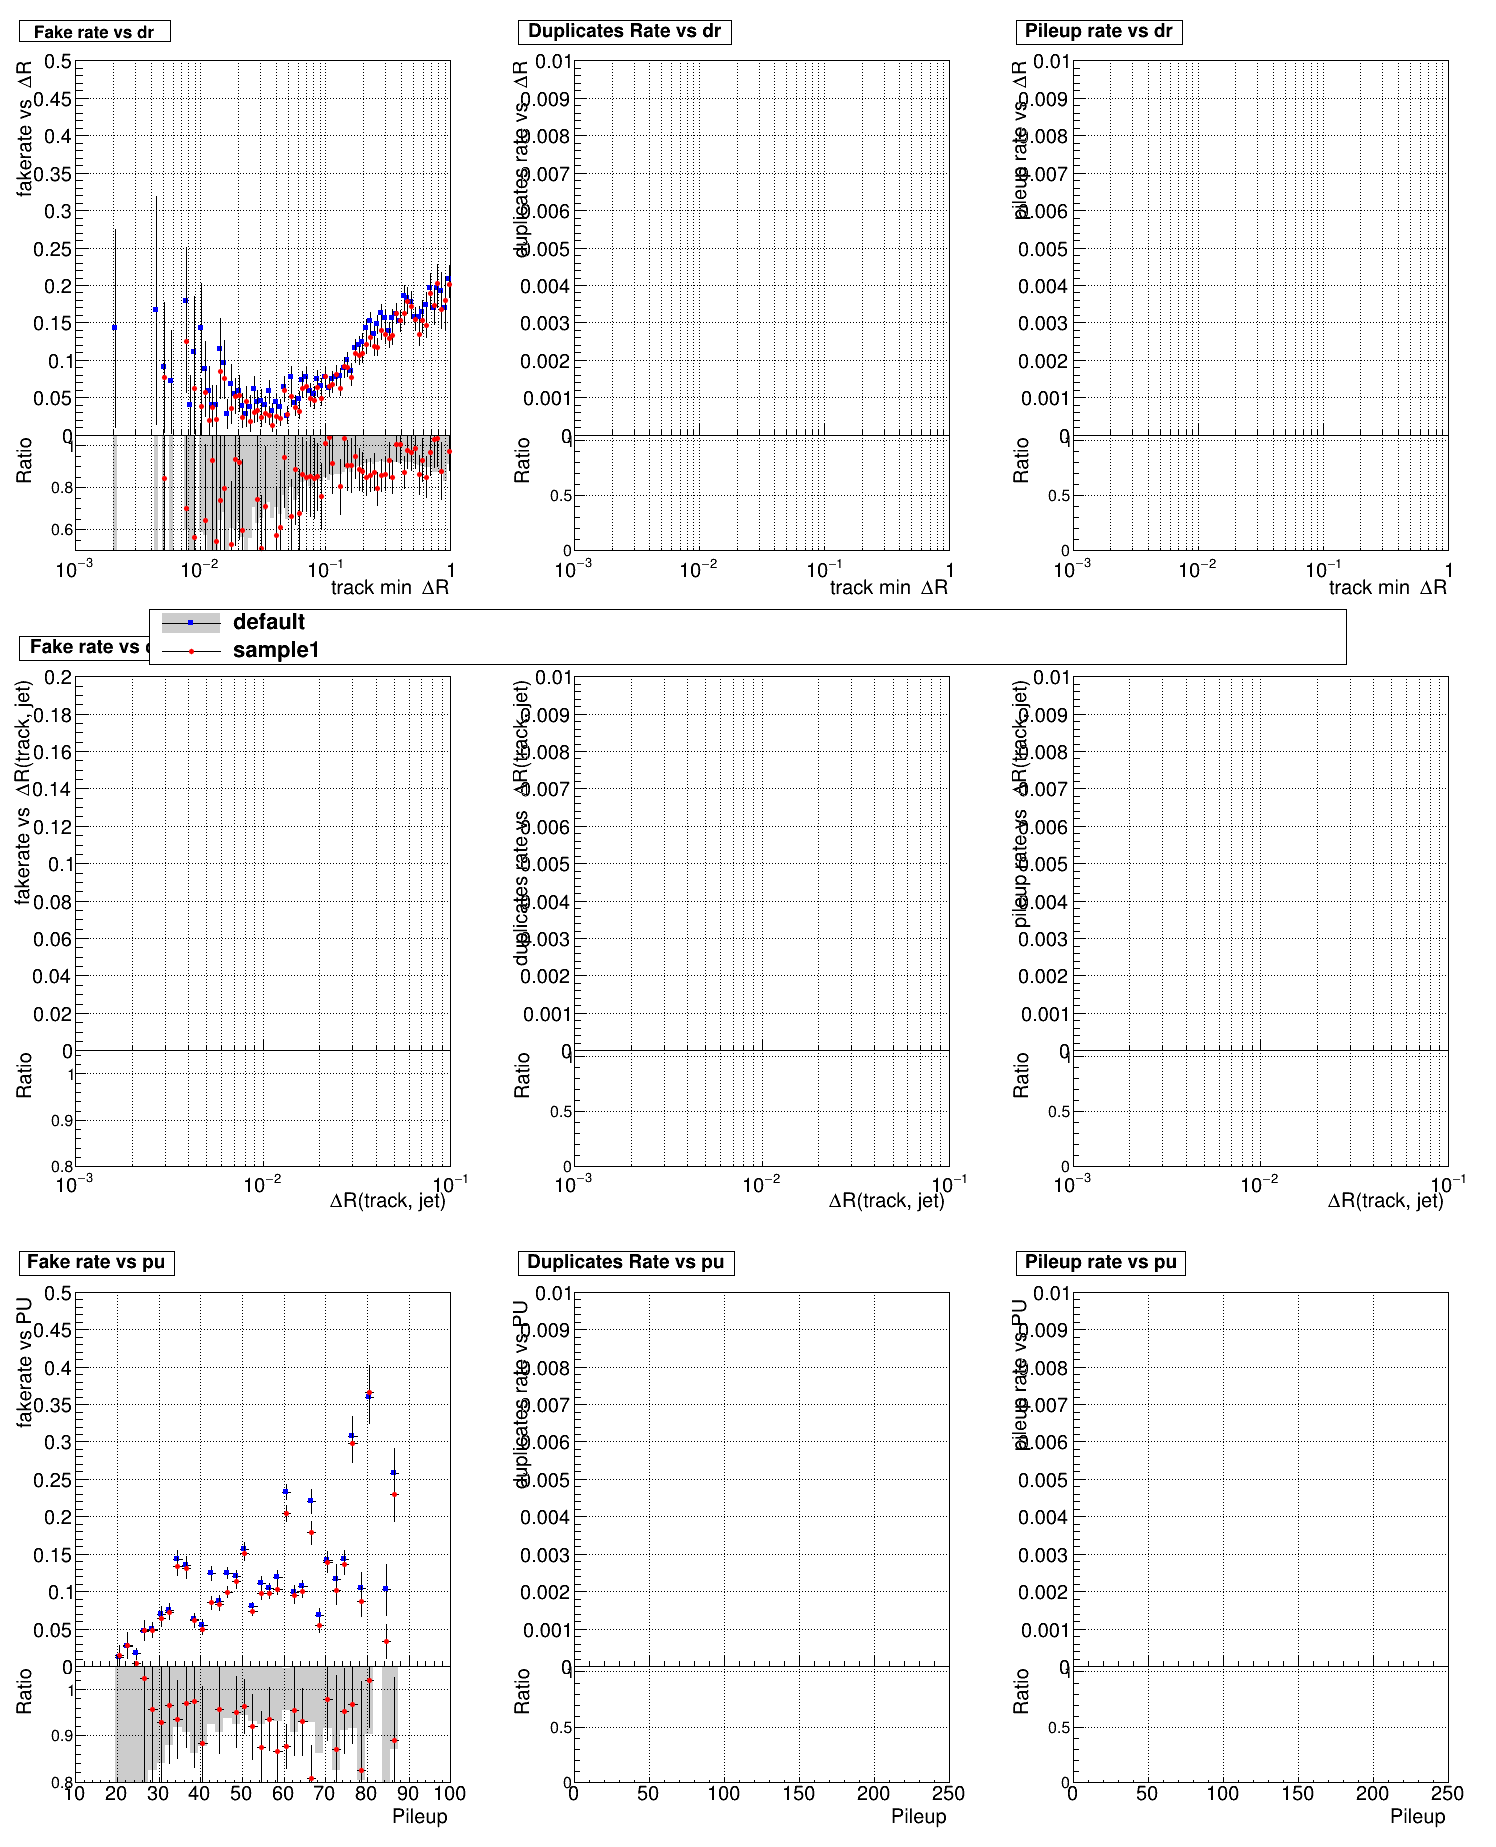 Fake rate vs dr
fakerate vs ΔR
0.5
0.45
0.4
0.35
0.3
0.25
0.2
0.15
0.1
0.05
0
Ratio
1
0.8
0.6
10⁻³ 10⁻² 10⁻¹ 1
track min ΔR
Duplicates Rate vs dr
duplicates rate vs ΔR
0.01
0.009
0.008
0.007
0.006
0.005
0.004
0.003
0.002
0.001
0
Ratio
1
0.5
0
10⁻³ 10⁻² 10⁻¹ 1
track min ΔR
Pileup rate vs dr
pileup rate vs ΔR
0.01
0.009
0.008
0.007
0.006
0.005
0.004
0.003
0.002
0.001
0
Ratio
1
0.5
0
10⁻³ 10⁻² 10⁻¹ 1
track min ΔR
default
sample1
Fake rate vs
fakerate vs ΔR(track, jet)
0.2
0.18
0.16
0.14
0.12
0.1
0.08
0.06
0.04
0.02
0
Ratio
1
0.9
0.8
10⁻³ 10⁻² 10⁻¹
ΔR(track, jet)
duplicates rate vs ΔR(track, jet)
0.01
0.009
0.008
0.007
0.006
0.005
0.004
0.003
0.002
0.001
0
Ratio
1
0.5
0
10⁻³ 10⁻² 10⁻¹
ΔR(track, jet)
pileup rate vs ΔR(track, jet)
0.01
0.009
0.008
0.007
0.006
0.005
0.004
0.003
0.002
0.001
0
Ratio
1
0.5
0
10⁻³ 10⁻² 10⁻¹
ΔR(track, jet)
Fake rate vs pu
fakerate vs PU
0.5
0.45
0.4
0.35
0.3
0.25
0.2
0.15
0.1
0.05
0
Ratio
1
0.9
0.8
10 20 30 40 50 60 70 80 90 100
Pileup
Duplicates Rate vs pu
duplicates rate vs PU
0.01
0.009
0.008
0.007
0.006
0.005
0.004
0.003
0.002
0.001
0
Ratio
1
0.5
0
0 50 100 150 200 250
Pileup
Pileup rate vs pu
pileup rate vs PU
0.01
0.009
0.008
0.007
0.006
0.005
0.004
0.003
0.002
0.001
0
Ratio
1
0.5
0
0 50 100 150 200 250
Pileup